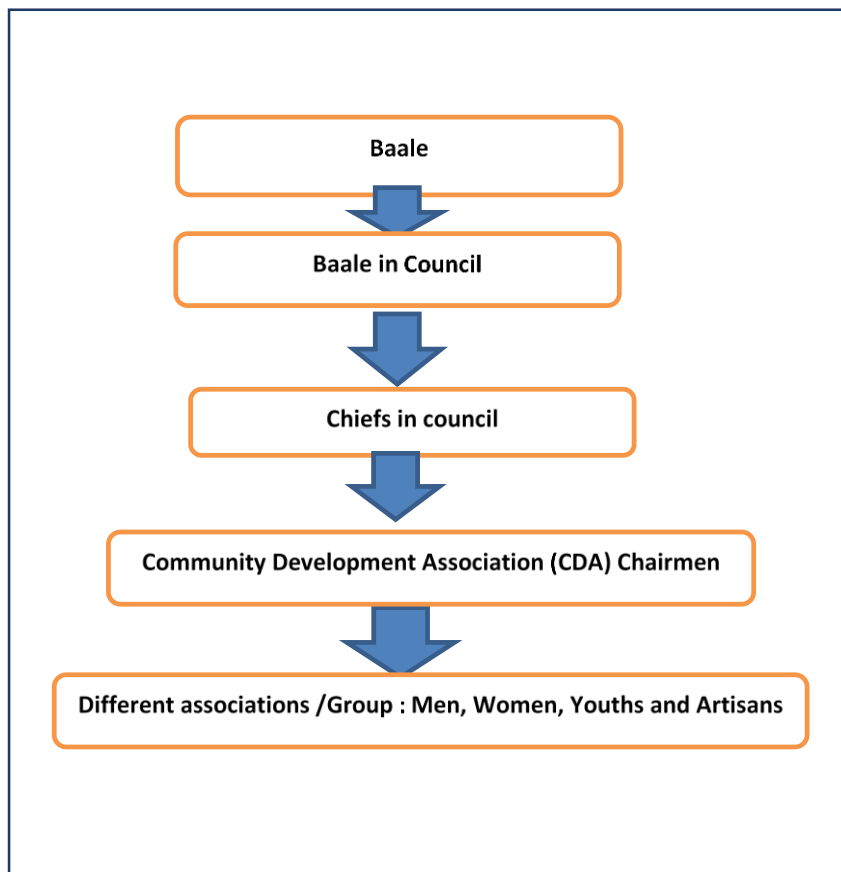 Baale
Baale in Council
Chiefs in council
Community Development Association (CDA) Chairmen
Different associations /Group : Men, Women, Youths and Artisans